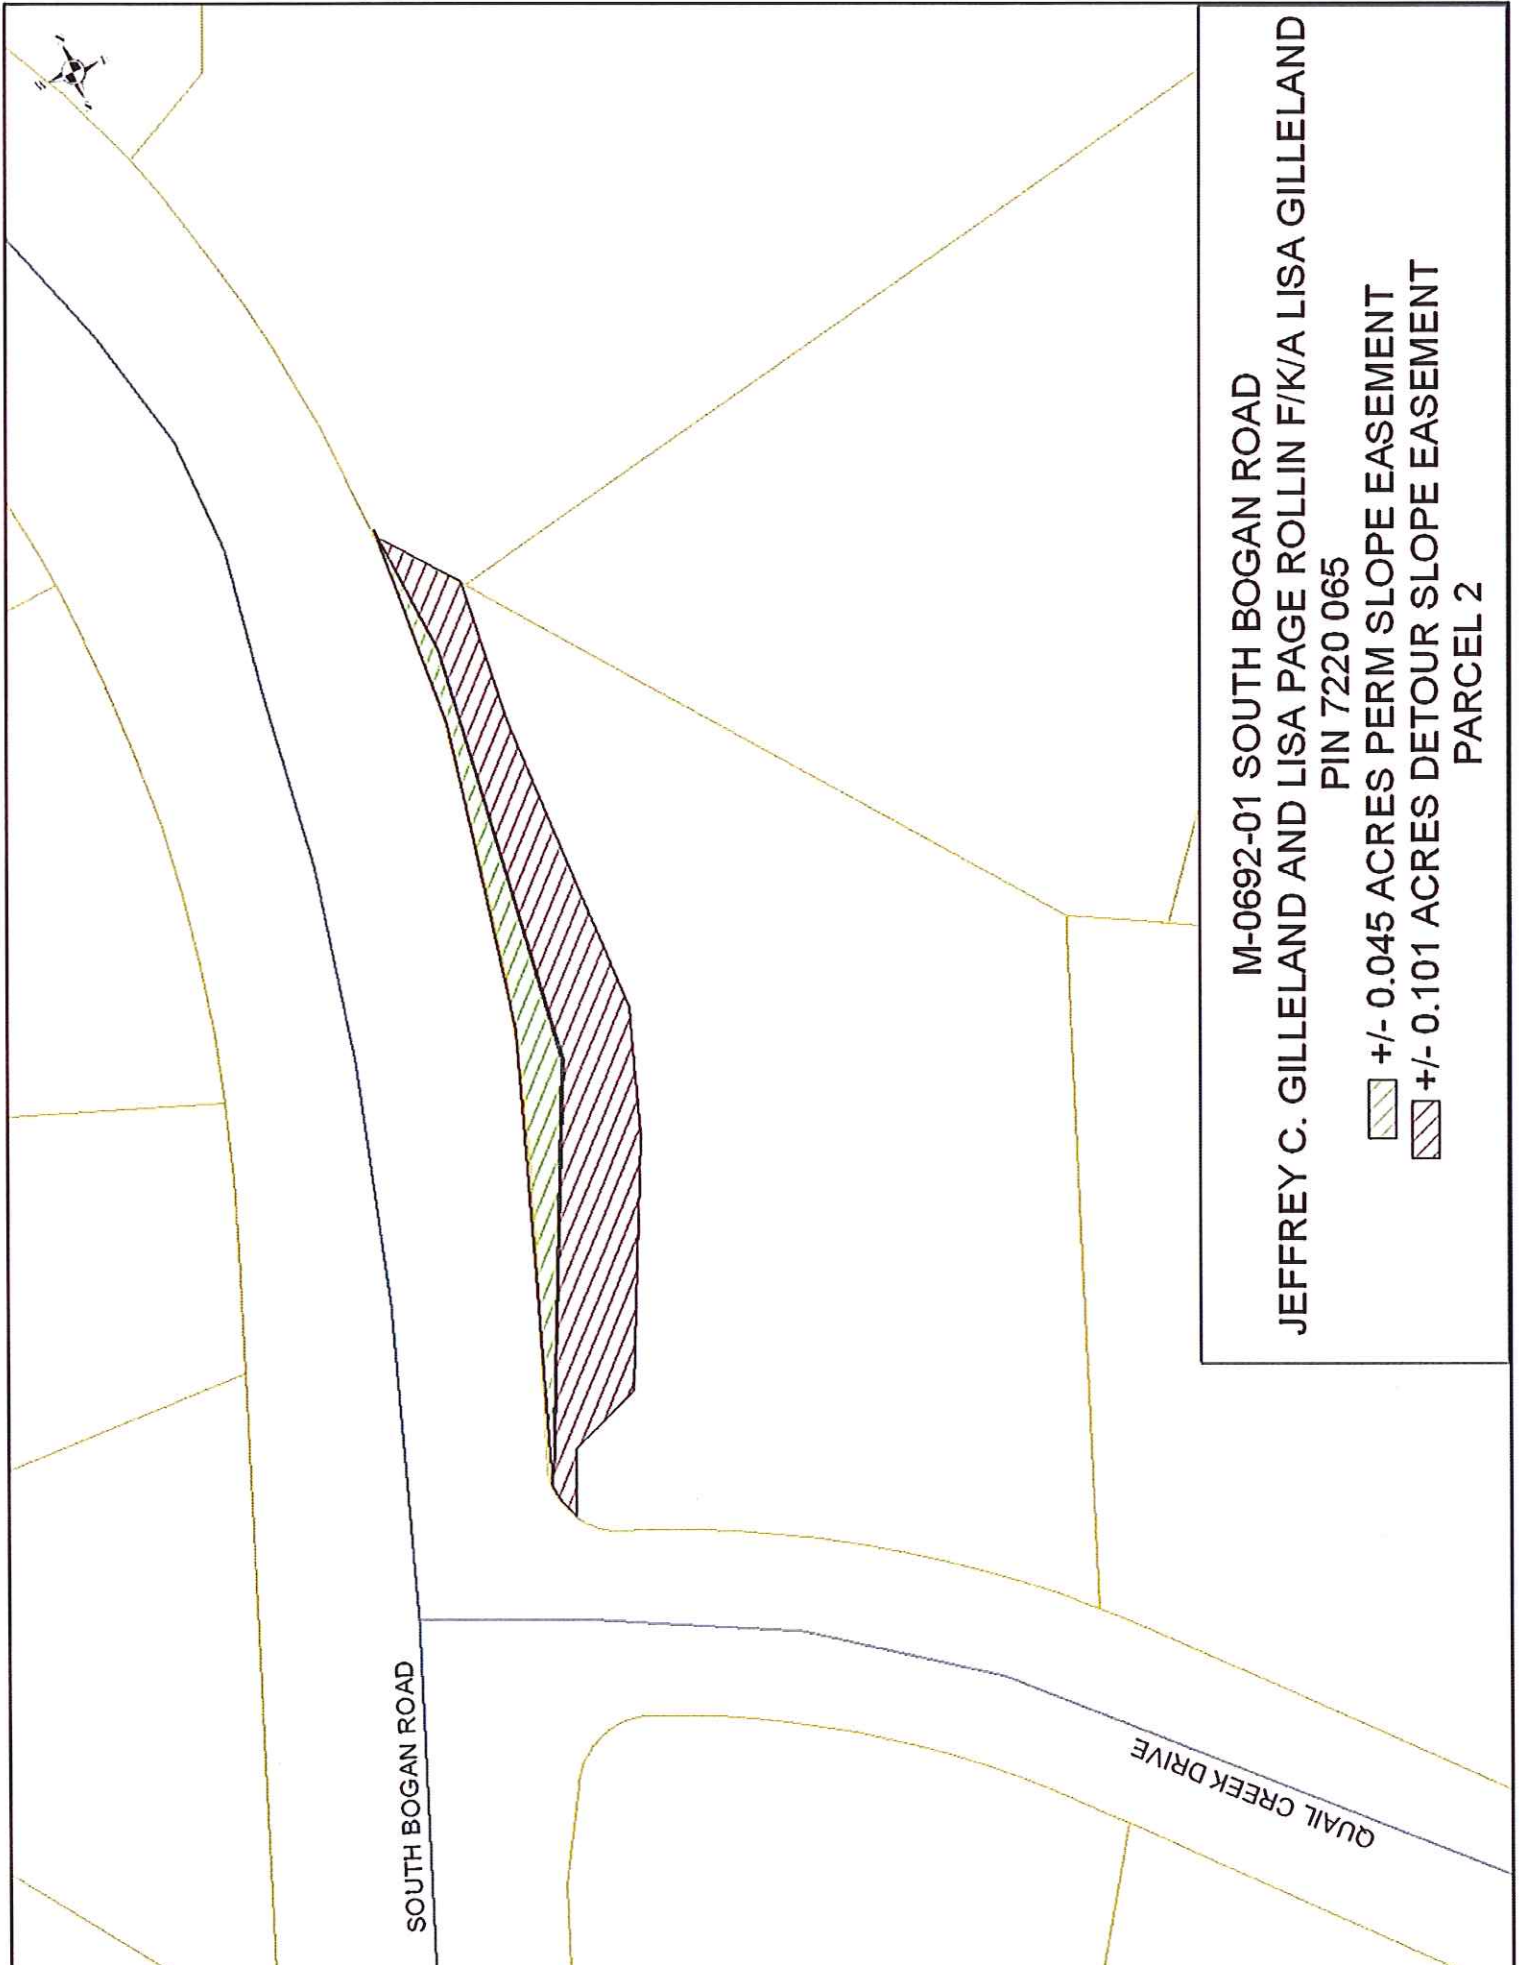 SOUTH BOGAN ROAD
QUAIL CREEK DRIVE
M-0692-01 SOUTH BOGAN ROAD
JEFFREY C. GILLELAND AND LISA PAGE ROLLIN F/K/A LISA GILLELAND
PIN 7220 065
+/- 0.045 ACRES PERM SLOPE EASEMENT
+/- 0.101 ACRES DETOUR SLOPE EASEMENT
PARCEL 2